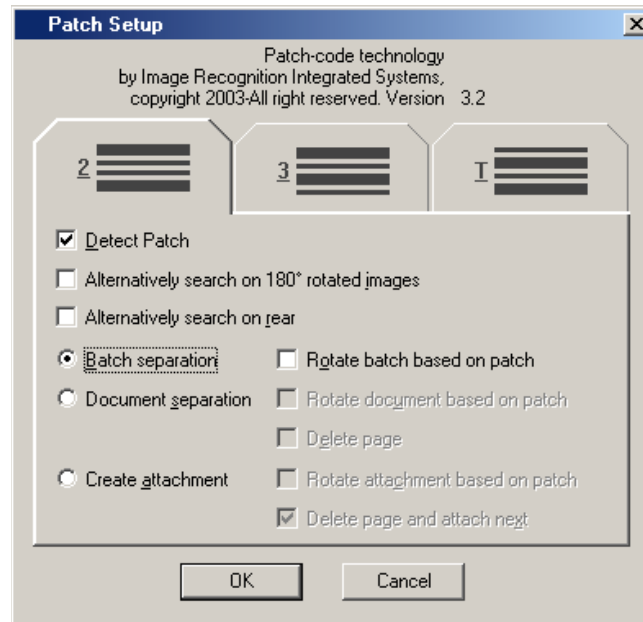 Patch Setup
Patch-code technology
by Image Recognition Integrated Systems,
copyright 2003-All right reserved. Version 3.2
2 3 T
Detect Patch
Alternatively search on 180° rotated images
Alternatively search on rear
Batch separation Rotate batch based on patch
Document separation Rotate document based on patch
Delete page
Create attachment Rotate attachment based on patch
Delete page and attach next
OK Cancel